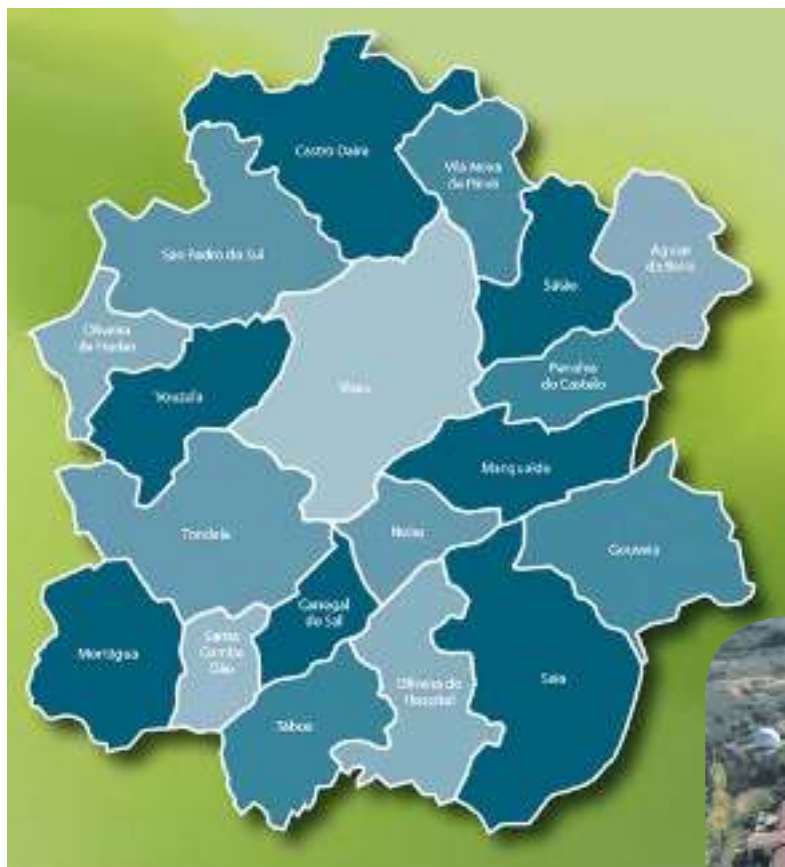 Castro Daire
Vila Nova
de Paiva
São Pedro do Sul
Aguiar
da Beira
Sátão
Oliveira
de Frades
Penalva
do Castelo
Vouzela
Viseu
Mangualde
Tondela
Nelas
Gouveia
Carregal
do Sal
Santa
Comba
Dão
Mortágua
Oliveira do
Hospital
Seia
Tábua